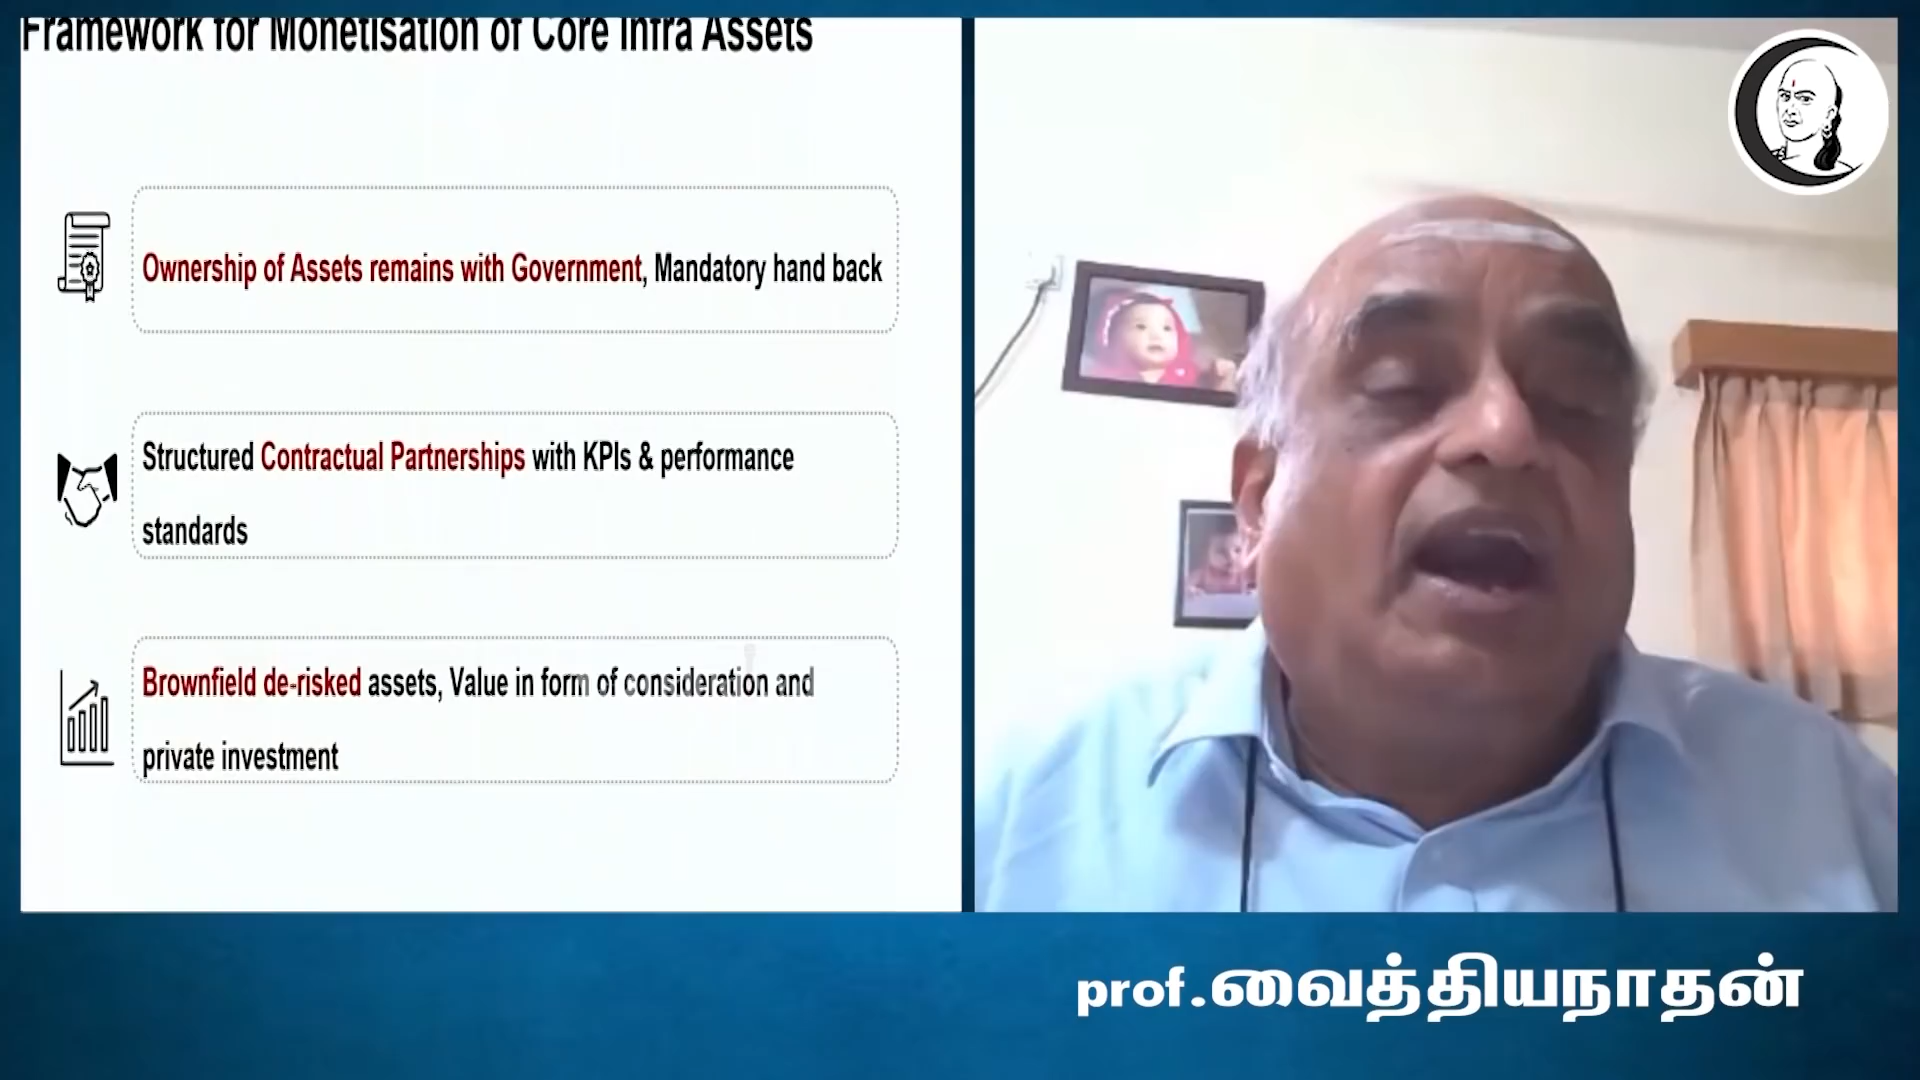 Framework for Monetisation of Core Infra Assets
Ownership of Assets remains with Government, Mandatory hand back
Structured Contractual Partnerships with KPIs & performance
standards
Brownfield de-risked assets, Value in form of consideration and
private investment
prof.வைத்தியநாதன்